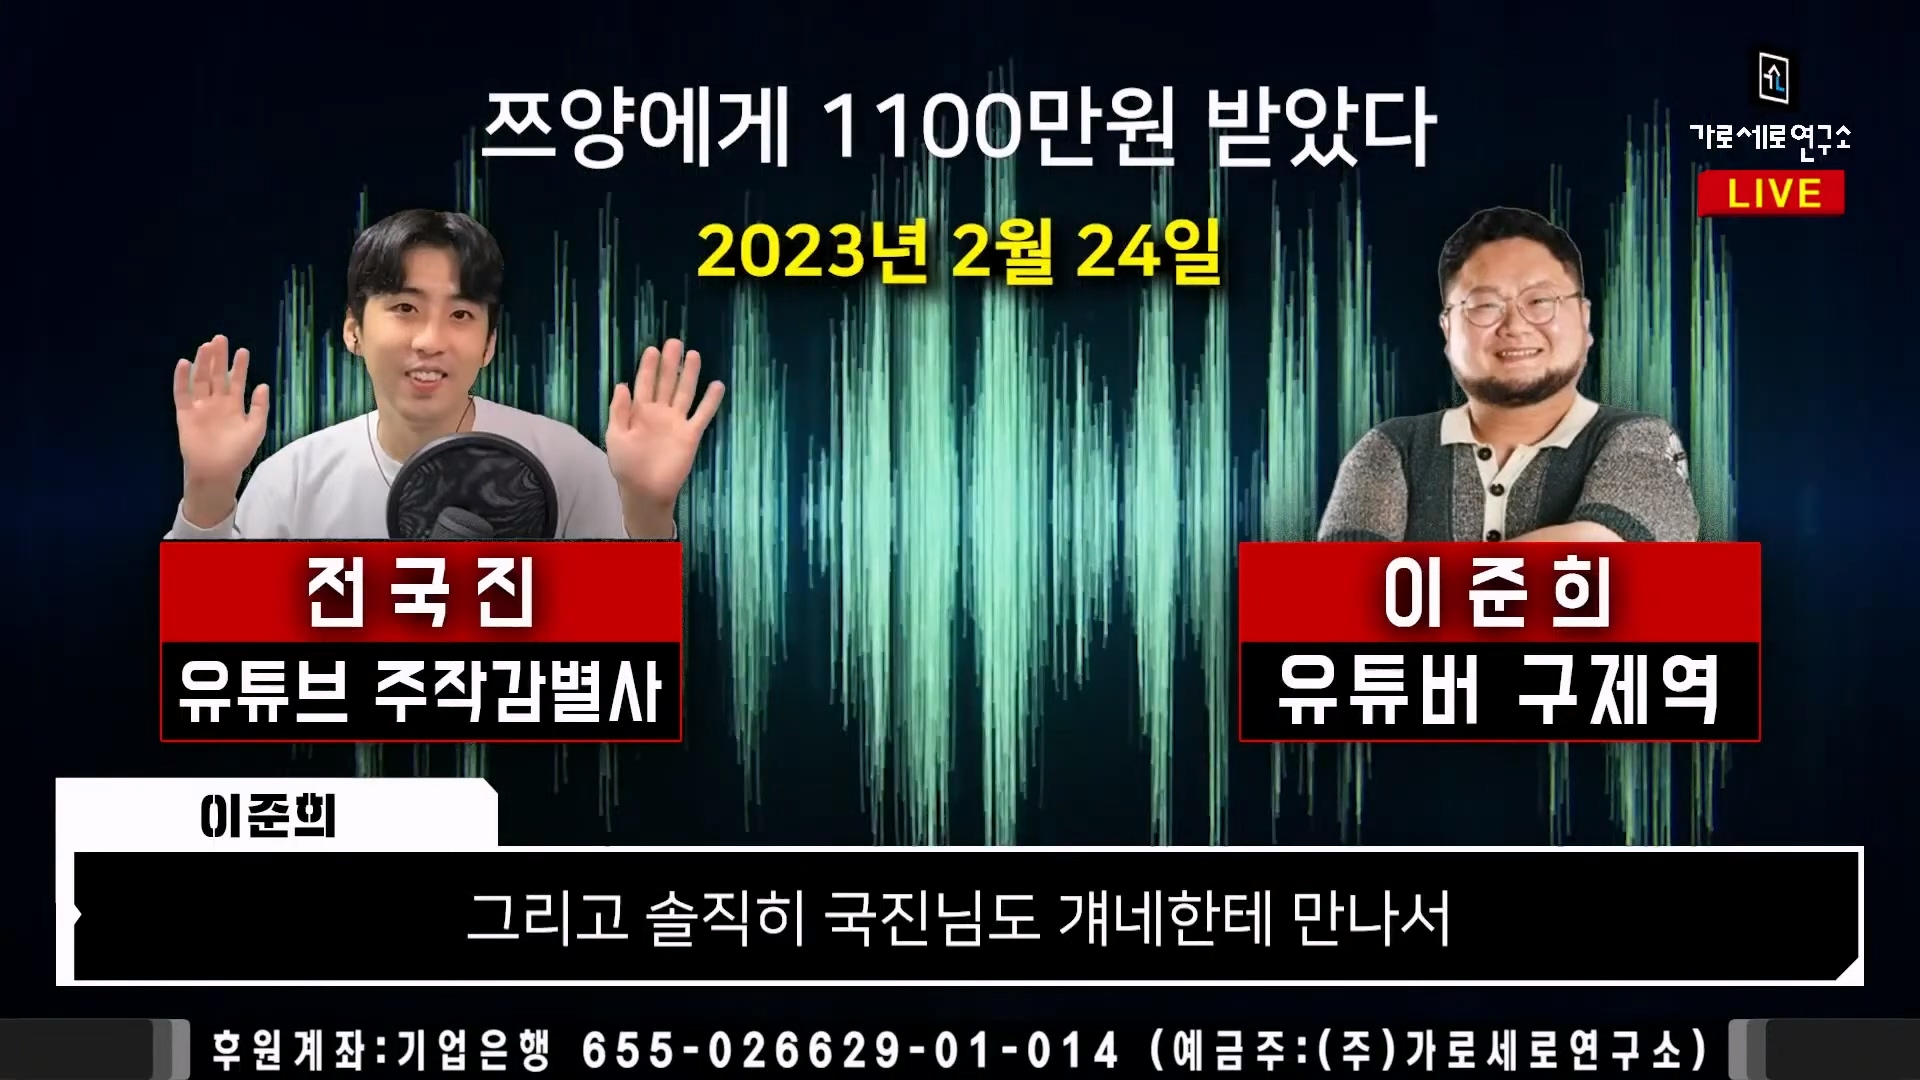 쯔양에게 1100만원 받았다
가로세로연구소
LIVE
2023년 2월 24일
전국진
유튜브 주작감별사
이준희
유튜버 구제역
이준희
그리고 솔직히 국진님도 걔네한테 만나서
후원계좌:기업은행 655-026629-01-014 (예금주:(주)가로세로연구소)